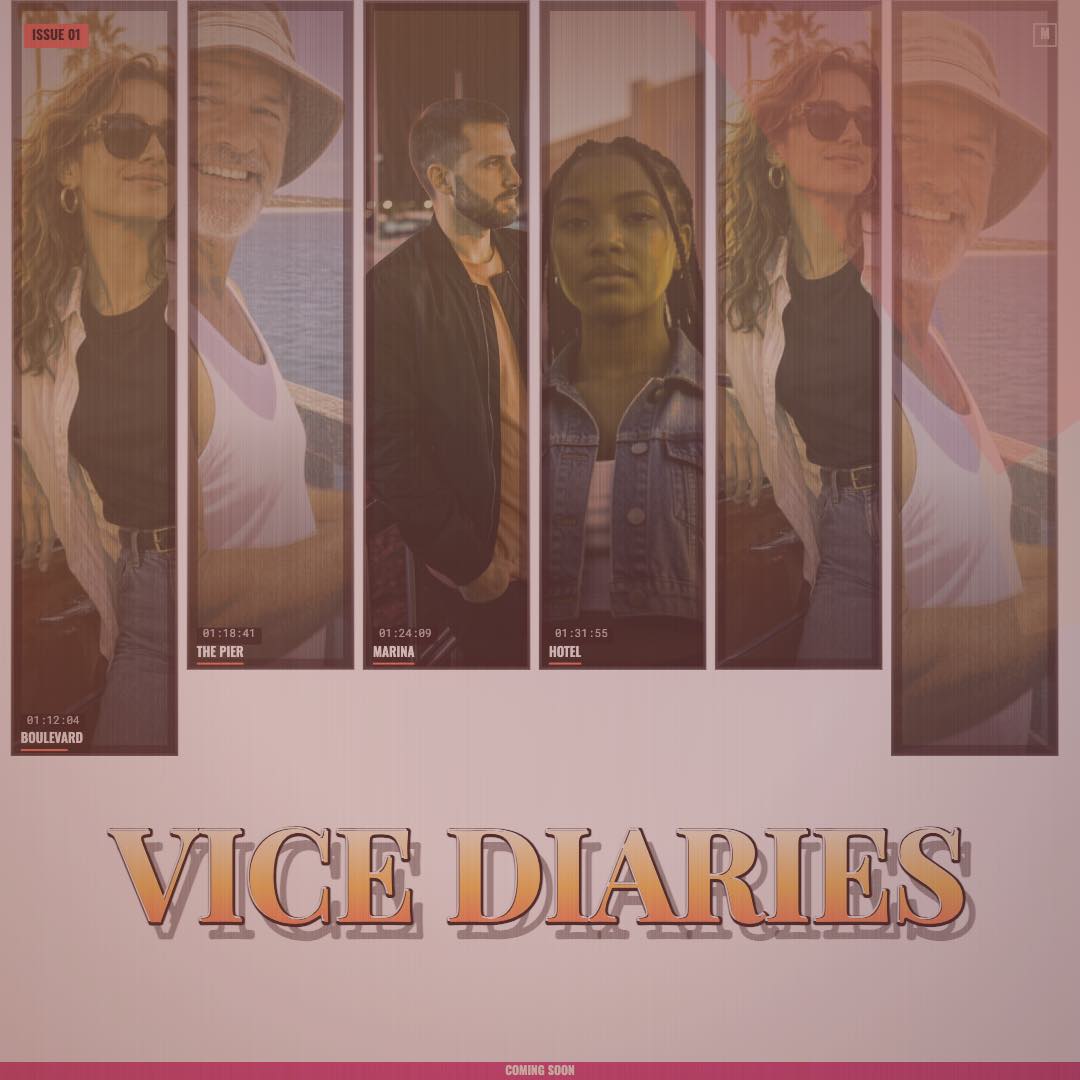 ISSUE 01
M
01:12:04
BOULEVARD
01:18:41
THE PIER
01:24:09
MARINA
01:31:55
HOTEL
VICE DIARIES
COMING SOON